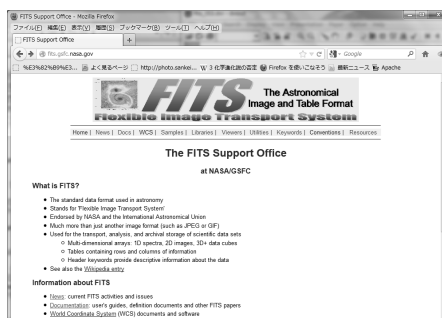 FITS Support Office - Mozilla Firefox
ファイル(F) 編集(E) 表示(V) 履歴(S) ブックマーク(B) ツール(T) ヘルプ(H)
FITS Support Office
fits.gsfc.nasa.gov
Google
%E3%82%B9%E3... よく見るページ http://photo.sankei... W 3 化学進化説の否定 Firefox を使いこなそう 最新ニュース Apache
FITS
The Astronomical
Image and Table Format
Flexible Image Transport System
Home | News | Docs | WCS | Samples | Libraries | Viewers | Utilities | Keywords | Conventions | Resources
The FITS Support Office
at NASA/GSFC
What is FITS?
The standard data format used in astronomy
Stands for 'Flexible Image Transport System'
Endorsed by NASA and the International Astronomical Union
Much more than just another image format (such as JPEG or GIF)
Used for the transport, analysis, and archival storage of scientific data sets
Multi-dimensional arrays: 1D spectra, 2D images, 3D+ data cubes
Tables containing rows and columns of information
Header keywords provide descriptive information about the data
See also the Wikipedia entry
Information about FITS
News: current FITS activities and issues
Documentation: user's guides, definition documents and other FITS papers
World Coordinate System (WCS) documents and software